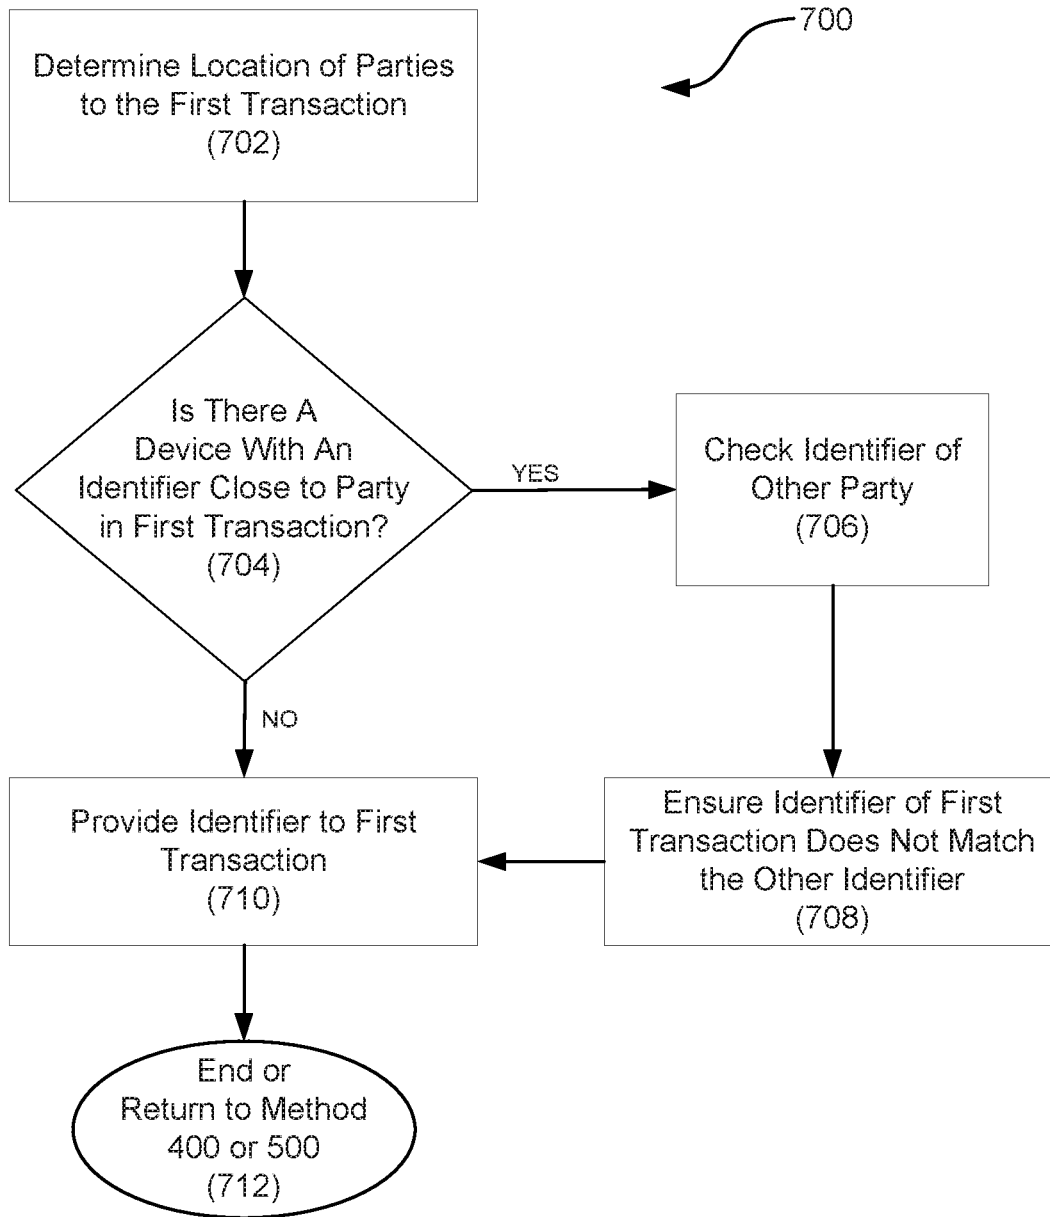 700
Determine Location of Parties
to the First Transaction
(702)
Is There A
Device With An
Identifier Close to Party
in First Transaction?
(704)
YES
Check Identifier of
Other Party
(706)
NO
Ensure Identifier of First
Transaction Does Not Match
the Other Identifier
(708)
Provide Identifier to First
Transaction
(710)
End or
Return to Method
400 or 500
(712)